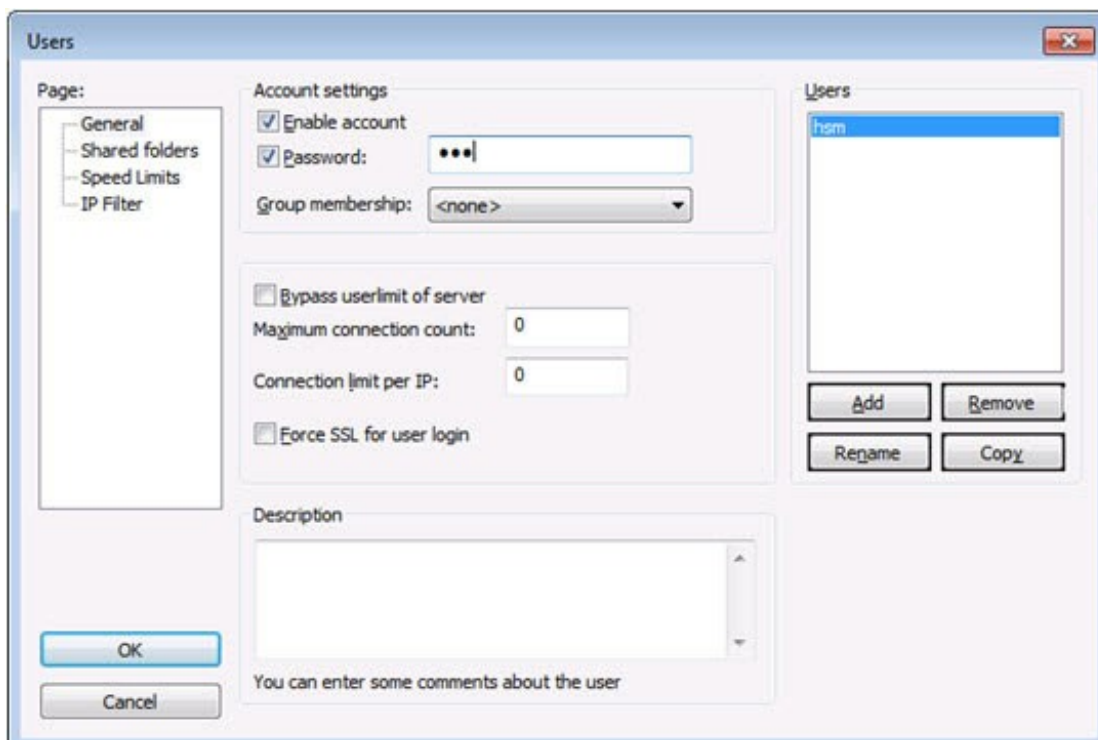 Users
Page:
General
Shared folders
Speed Limits
IP Filter
OK
Cancel
Account settings
Enable account
Password: •••
Group membership: <none>
Bypass userlimit of server
Maximum connection count: 0
Connection limit per IP: 0
Force SSL for user login
Description
You can enter some comments about the user
Users
hsm
Add Remove
Rename Copy